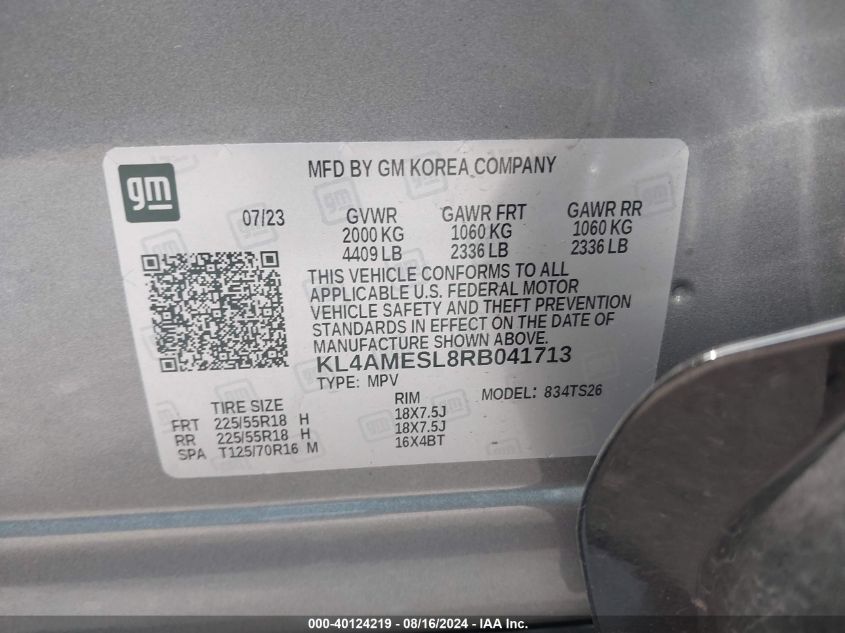 gm
MFD BY GM KOREA COMPANY
07/23 GVWR GAWR FRT GAWR RR
2000 KG 1060 KG 1060 KG
4409 LB 2336 LB 2336 LB
THIS VEHICLE CONFORMS TO ALL
APPLICABLE U.S. FEDERAL MOTOR
VEHICLE SAFETY AND THEFT PREVENTION
STANDARDS IN EFFECT ON THE DATE OF
MANUFACTURE SHOWN ABOVE.
KL4AMESL8RB041713
TYPE: MPV MODEL: 834TS26
TIRE SIZE RIM
FRT 225/55R18 H 18X7.5J
RR 225/55R18 H 18X7.5J
SPA T125/70R16 M 16X4BT
000-40124219 - 08/16/2024 - Copyright © 2024 IAA, Inc.